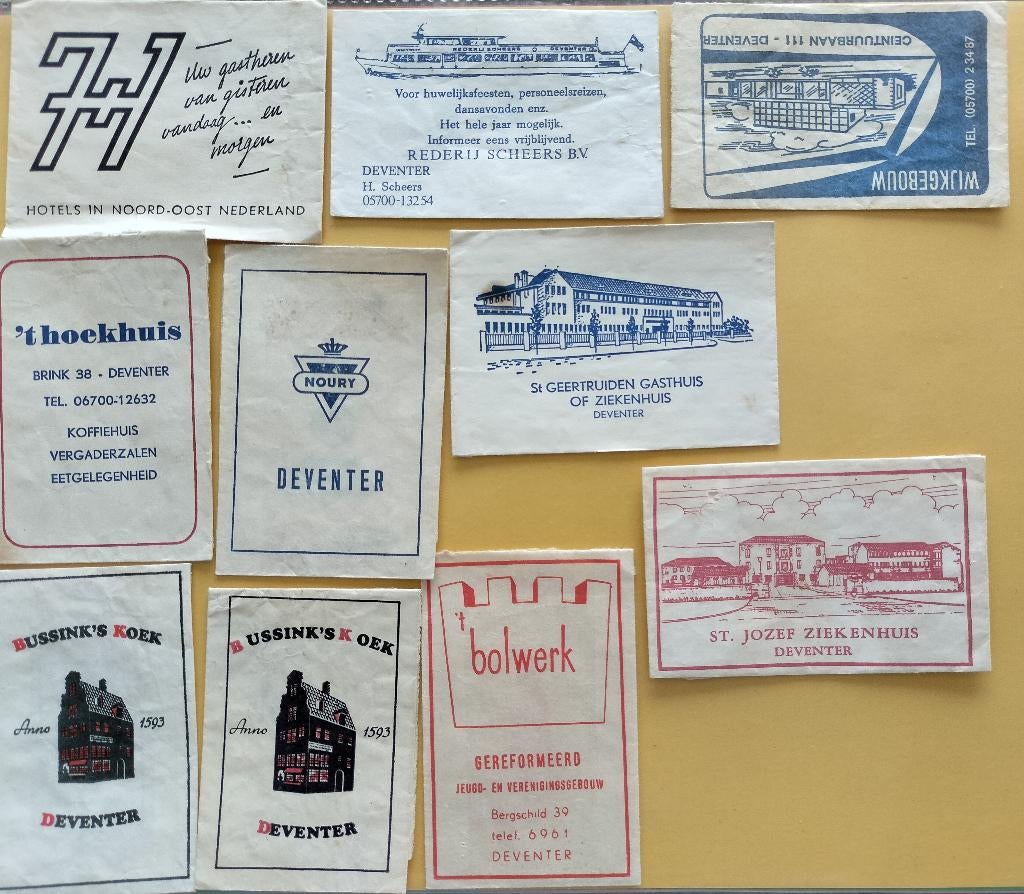 Uw gastheren
van gisteren
vandaag... en
morgen
HOTELS IN NOORD-OOST NEDERLAND
REDERIJ SCHEERS DEVENTER
Voor huwelijksfeesten, personeelsreizen,
dansavonden enz.
Het hele jaar mogelijk.
Informeer eens vrijblijvend.
REDERIJ SCHEERS B.V.
DEVENTER
H. Scheers
05700-13254
WIJKGEBOUW
CEINTUURBAAN 111 - DEVENTER
TEL. (05700) 2 34 87
't hoekhuis
BRINK 38 - DEVENTER
TEL. 06700-12632
KOFFIEHUIS
VERGADERZALEN
EETGELEGENHEID
NOURY
DEVENTER
St GEERTRUIDEN GASTHUIS
OF ZIEKENHUIS
DEVENTER
ST. JOZEF ZIEKENHUIS
DEVENTER
BUSSINK'S KOEK
Anno 1593
DEVENTER
BUSSINK'S KOEK
Anno 1593
DEVENTER
't
bolwerk
GEREFORMEERD
JEUGD- EN VERENIGINGSGEBOUW
Bergschild 39
telef. 6961
DEVENTER